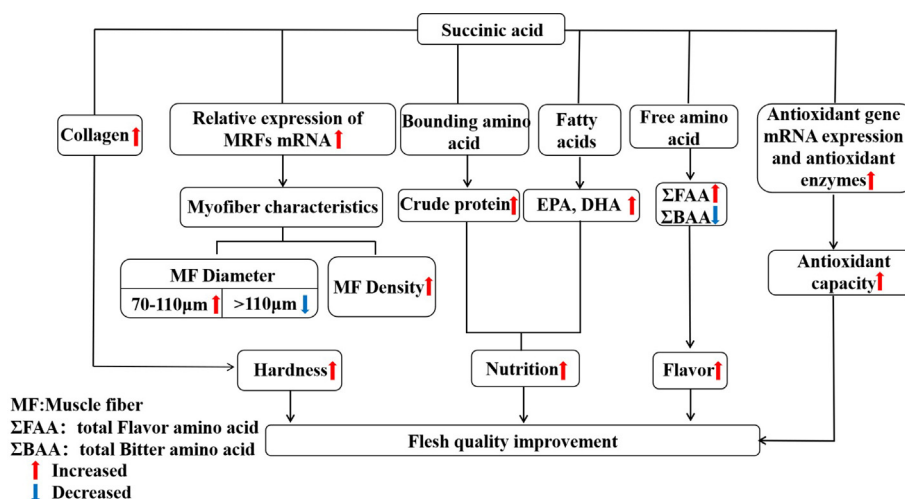 Succinic acid
Collagen
Relative expression of
MRFs mRNA
Bounding amino
acid
Fatty
acids
Free amino
acid
Antioxidant gene
mRNA expression
and antioxidant
enzymes
Myofiber characteristics
Crude protein
EPA, DHA
ΣFAA
ΣBAA
MF Diameter
70-110μm
>110μm
MF Density
Antioxidant
capacity
Hardness
Nutrition
Flavor
Flesh quality improvement
MF:Muscle fiber
ΣFAA: total Flavor amino acid
ΣBAA: total Bitter amino acid
Increased
Decreased